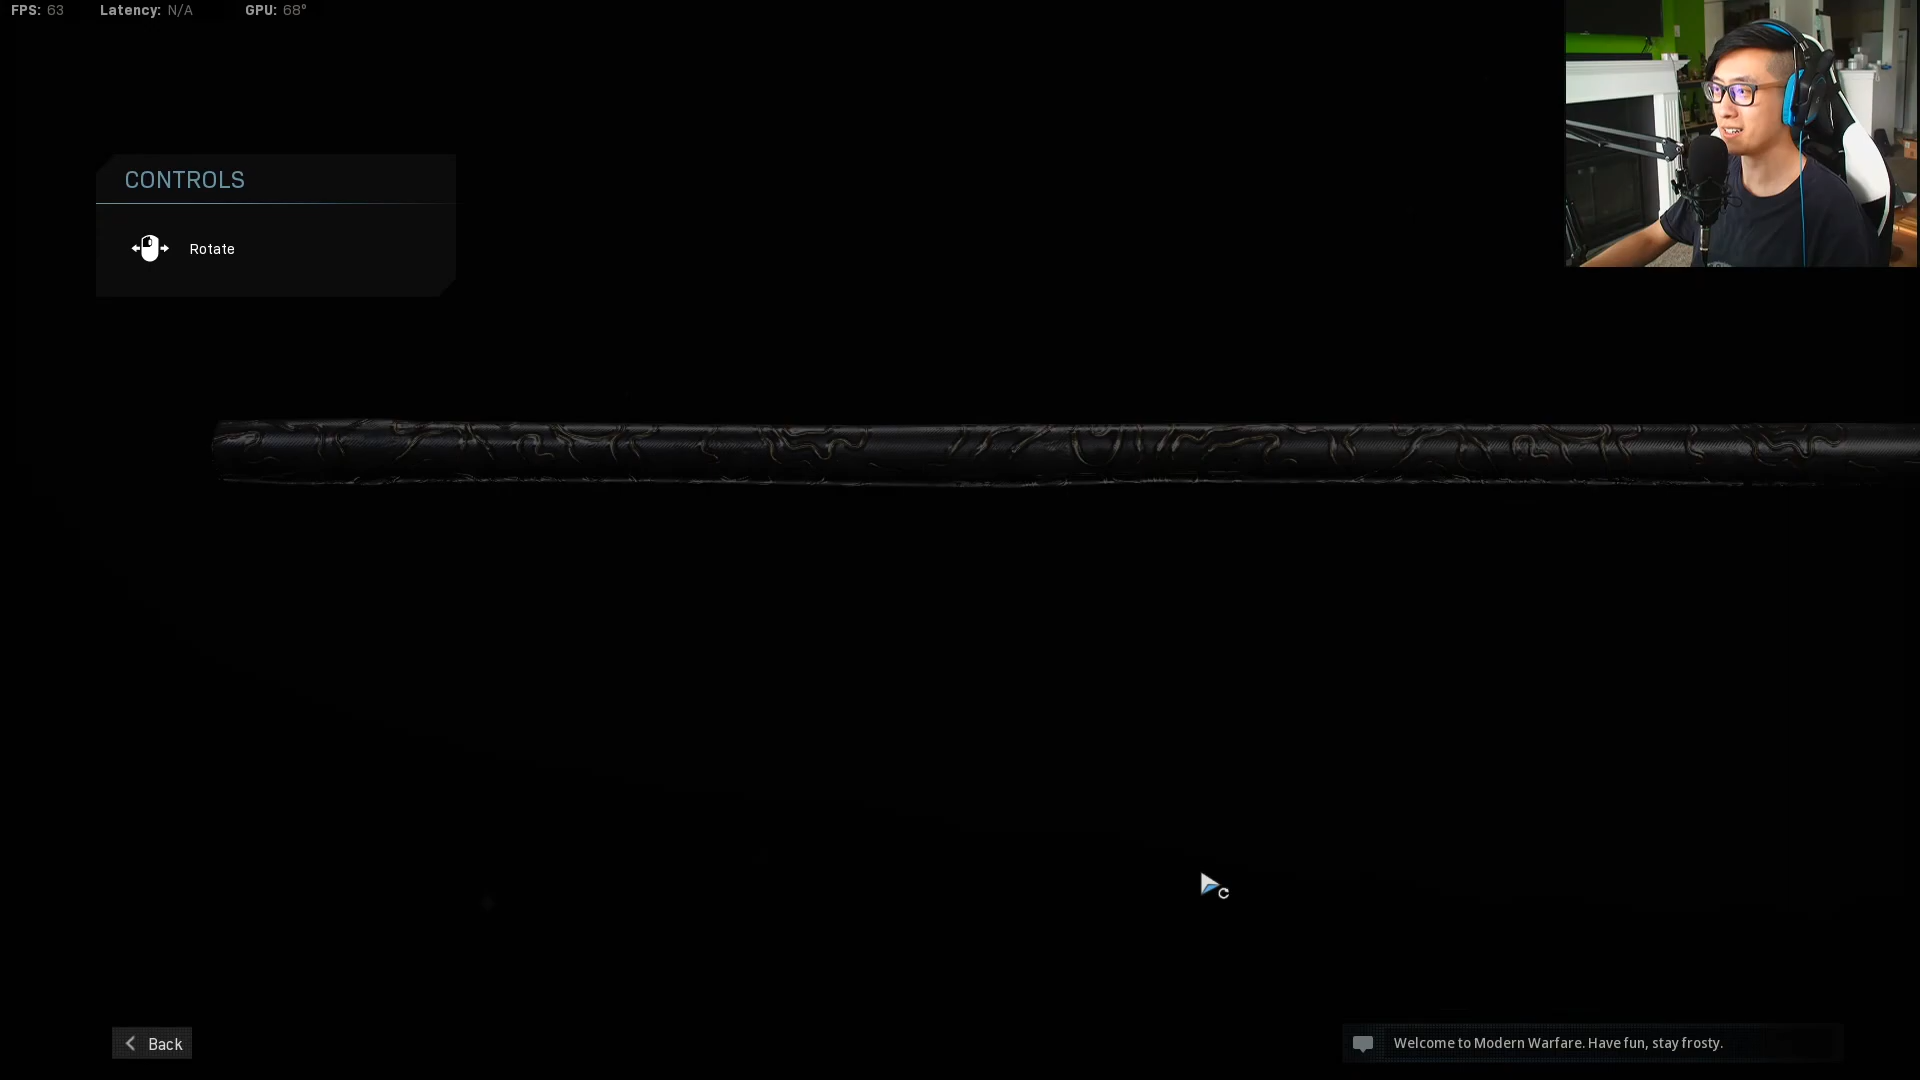 FPS: 63 Latency: N/A GPU: 68°
CONTROLS
Rotate
Back
Welcome to Modern Warfare. Have fun, stay frosty.